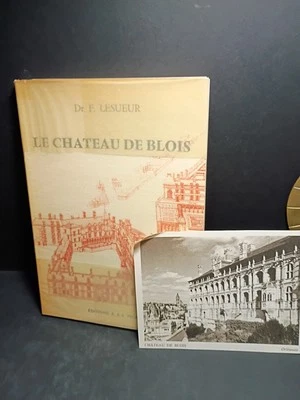 Dr F. LESUEUR
LE CHATEAU DE BLOIS
CHATEAU DE BLOIS